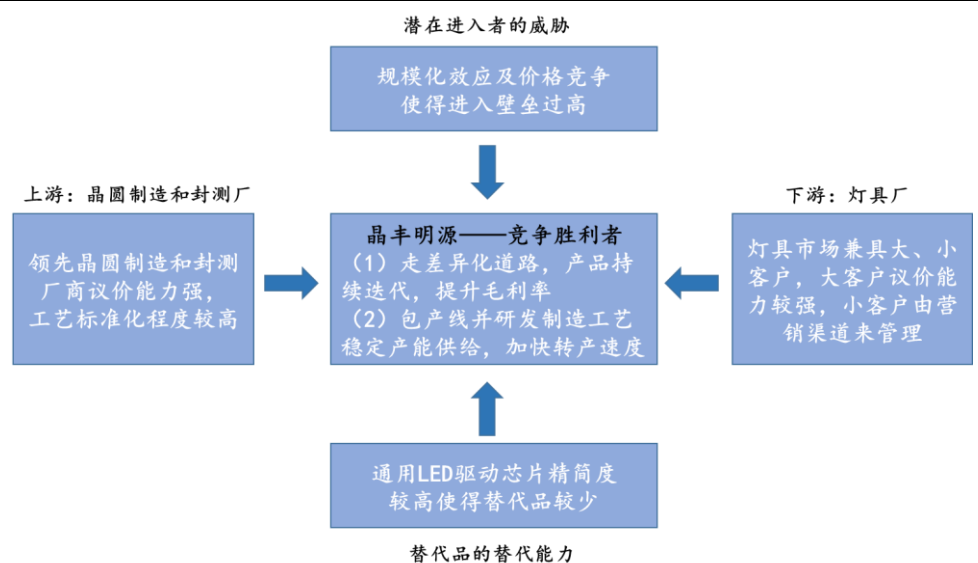 潜在进入者的威胁
规模化效应及价格竞争
使得进入壁垒过高
上游：晶圆制造和封测厂
领先晶圆制造和封测
厂商议价能力强，
工艺标准化程度较高
晶丰明源——竞争胜利者
（1）走差异化道路，产品持
续迭代，提升毛利率
（2）包产线并研发制造工艺
稳定产能供给，加快转产速度
下游：灯具厂
灯具市场兼具大、小
客户，大客户议价能
力较强，小客户由营
销渠道来管理
通用LED驱动芯片精简度
较高使得替代品较少
替代品的替代能力